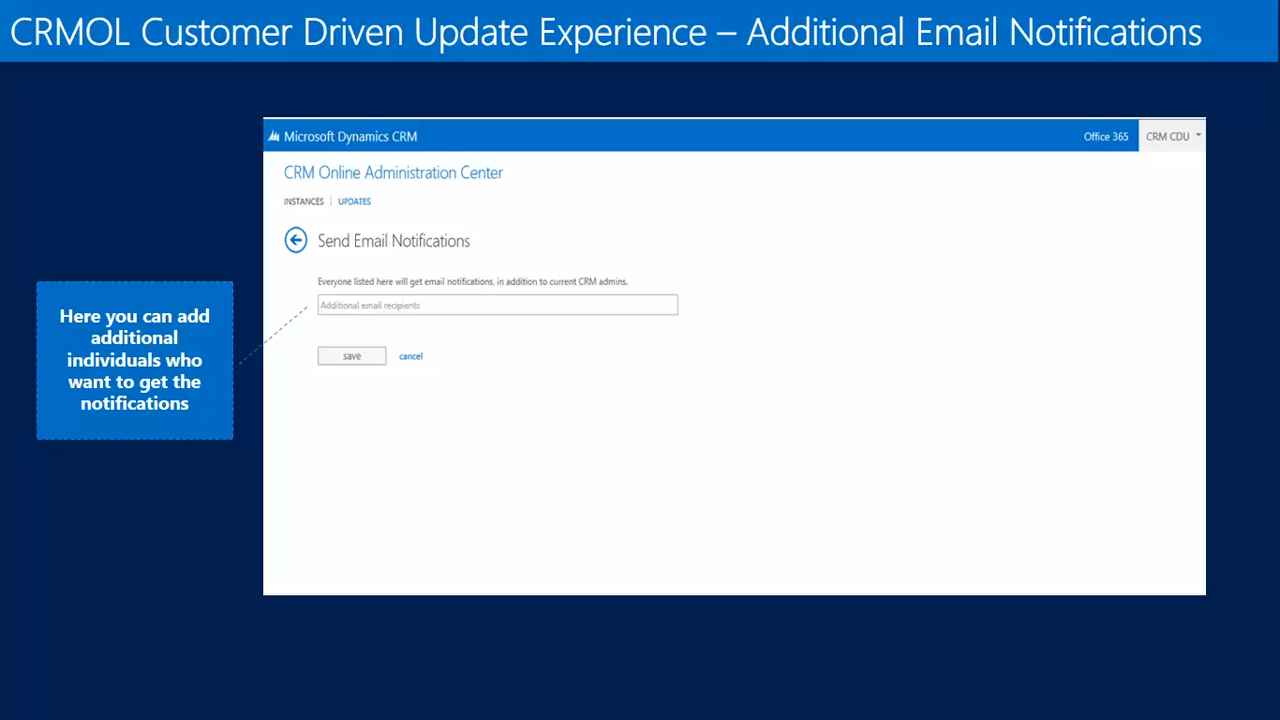 CRMOL Customer Driven Update Experience – Additional Email Notifications
Microsoft Dynamics CRM
Office 365
CRM CDU
CRM Online Administration Center
INSTANCES
UPDATES
Send Email Notifications
Everyone listed here will get email notifications, in addition to current CRM admins.
Additional email recipients
save
cancel
Here you can add
additional
individuals who
want to get the
notifications